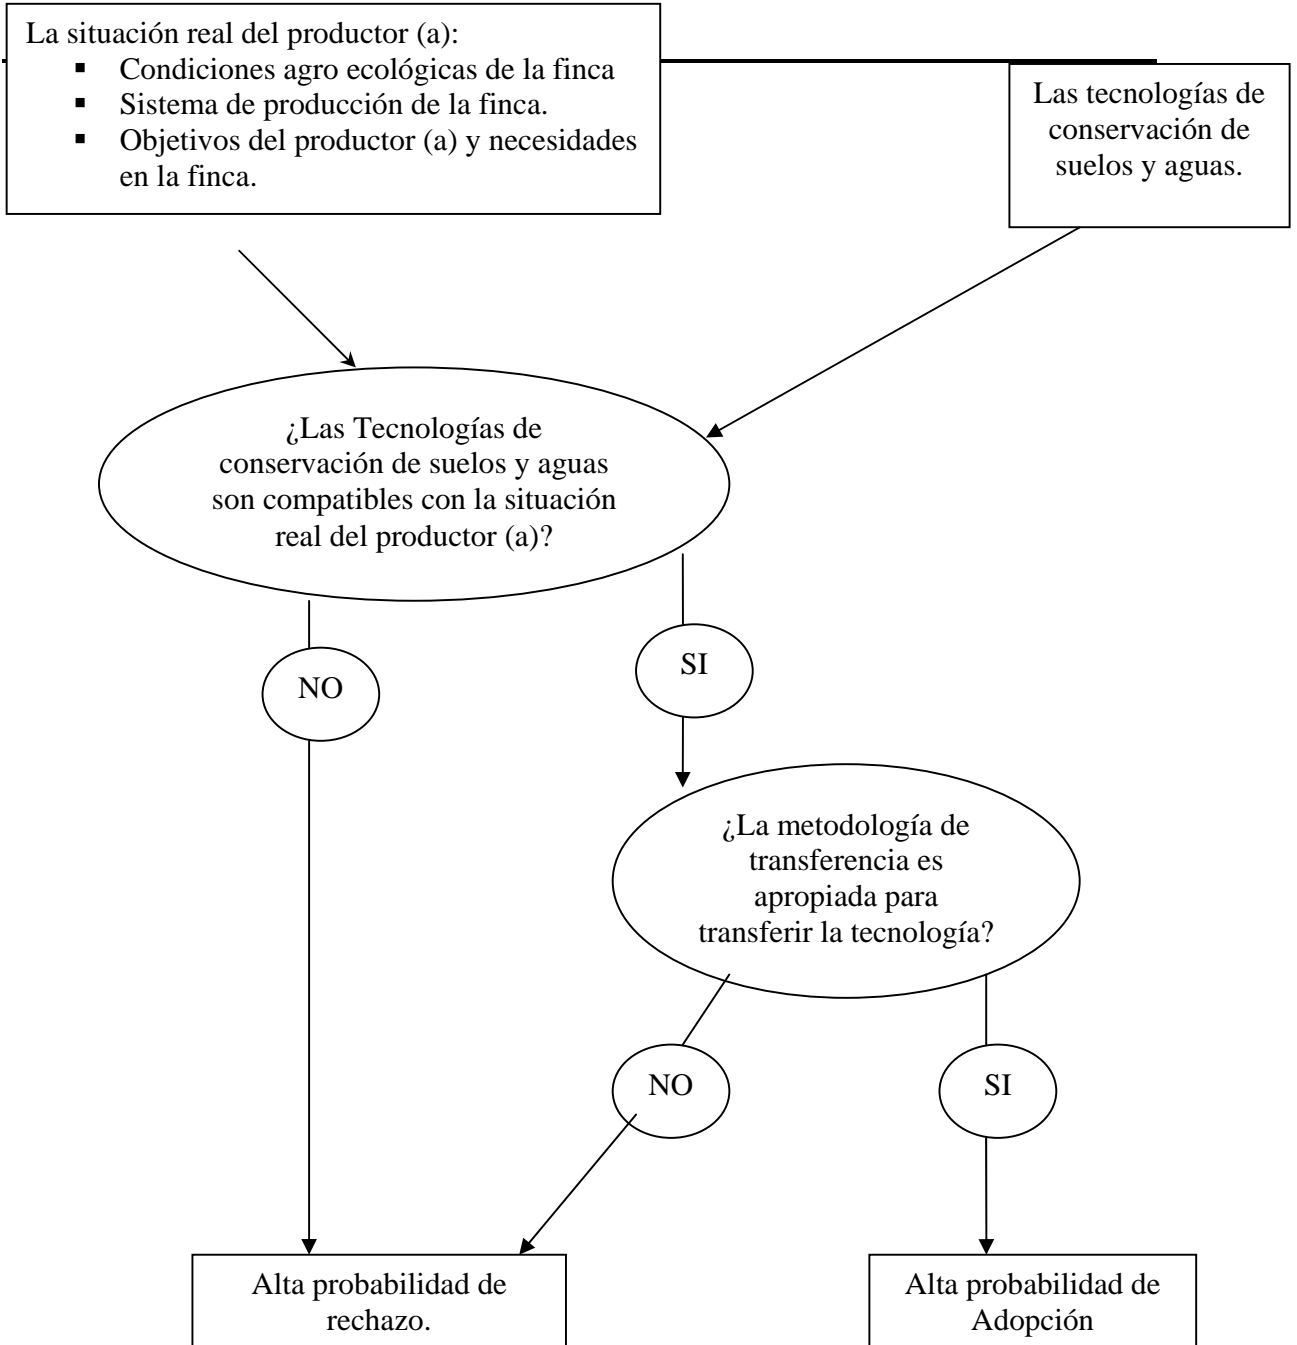 La situación real del productor (a):
▪ Condiciones agro ecológicas de la finca
▪ Sistema de producción de la finca.
▪ Objetivos del productor (a) y necesidades
en la finca.
Las tecnologías de
conservación de
suelos y aguas.
¿Las Tecnologías de
conservación de suelos y aguas
son compatibles con la situación
real del productor (a)?
NO
SI
¿La metodología de
transferencia es
apropiada para
transferir la tecnología?
NO
SI
Alta probabilidad de
rechazo.
Alta probabilidad de
Adopción